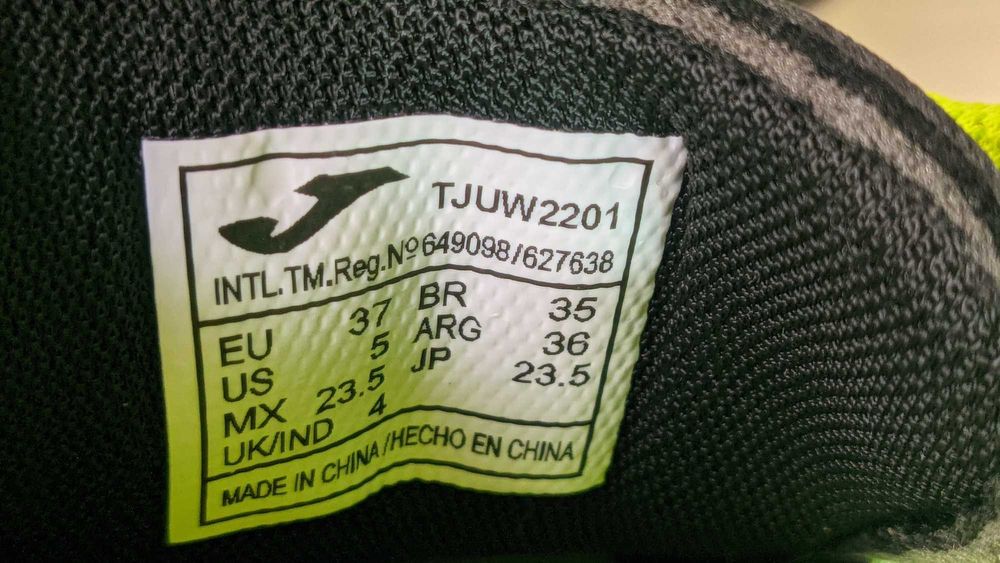 TJUW2201
INTL.TM.Reg.Nº649098/627638
EU 37 BR 35
US 5 ARG 36
MX 23.5 JP 23.5
UK/IND 4
MADE IN CHINA/HECHO EN CHINA